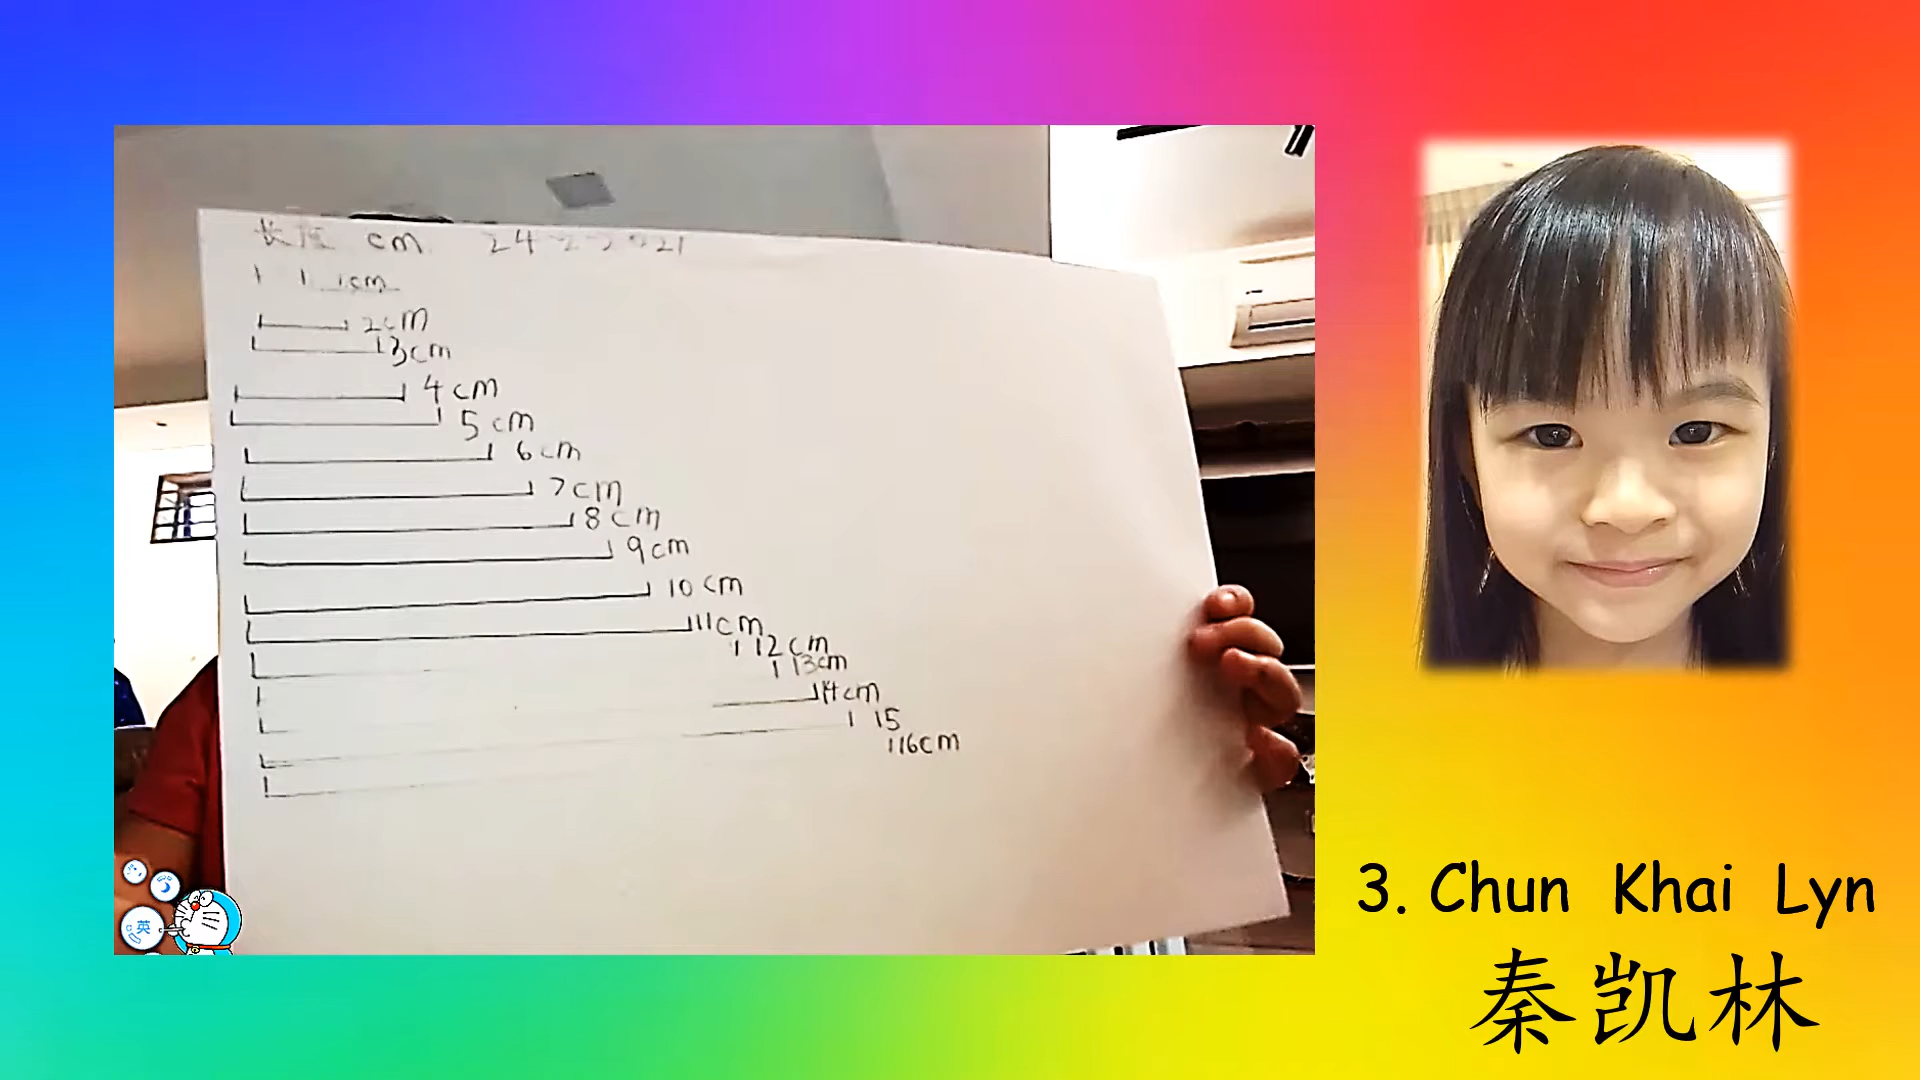 长度 cm 24-2-2021
1cm
2cm
3cm
4cm
5cm
6cm
7cm
8cm
9cm
10cm
11cm
12cm
13cm
14cm
15
16cm
英
3. Chun Khai Lyn
秦凯林